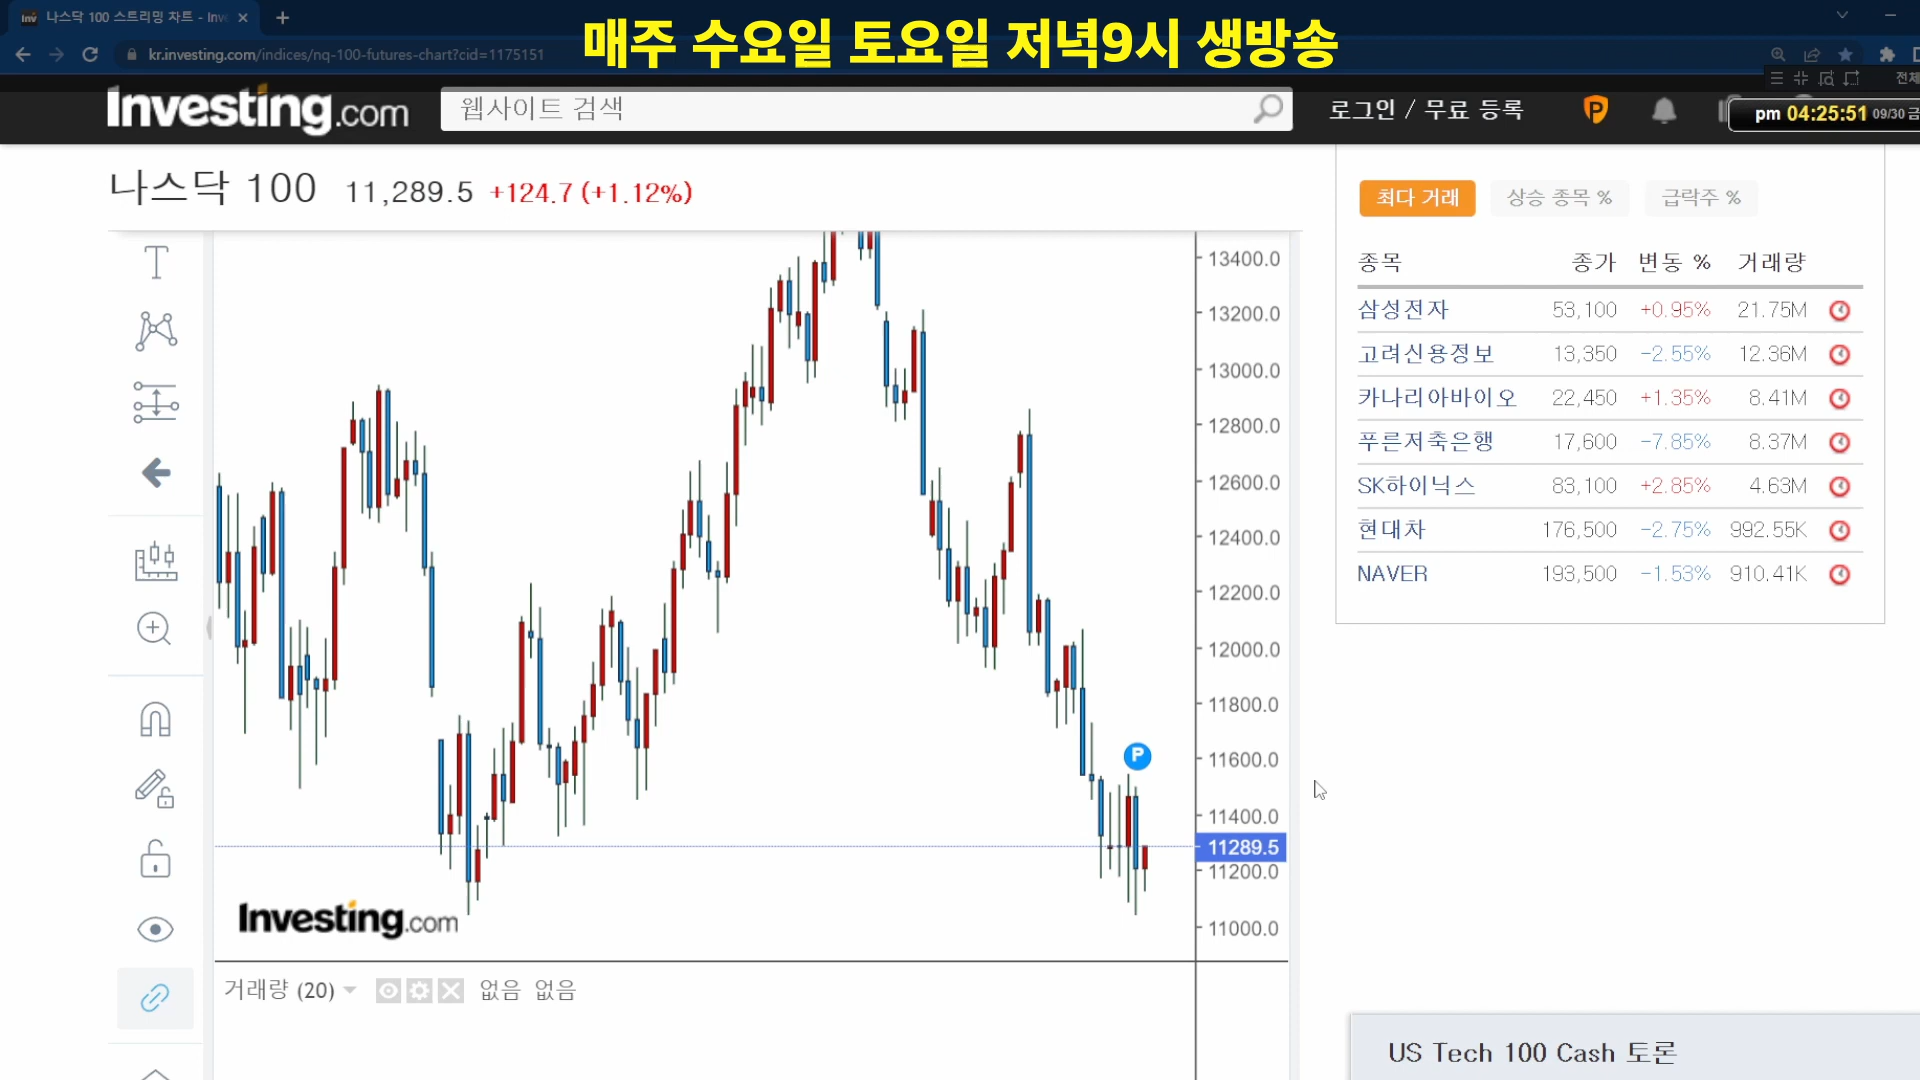 나스닥 100 스트리밍 차트 - Inv
매주 수요일 토요일 저녁9시 생방송
kr.investing.com/indices/nq-100-futures-chart?cid=1175151
전체
Investing.com
웹사이트 검색
로그인 / 무료 등록
pm 04:25:51 09/30 금
나스닥 100 11,289.5 +124.7 (+1.12%)
최다 거래 상승 종목 % 급락주 %
종목 종가 변동 % 거래량
삼성전자 53,100 +0.95% 21.75M
고려신용정보 13,350 -2.55% 12.36M
카나리아바이오 22,450 +1.35% 8.41M
푸른저축은행 17,600 -7.85% 8.37M
SK하이닉스 83,100 +2.85% 4.63M
현대차 176,500 -2.75% 992.55K
NAVER 193,500 -1.53% 910.41K
13400.0
13200.0
13000.0
12800.0
12600.0
12400.0
12200.0
12000.0
11800.0
11600.0
11400.0
11289.5
11200.0
11000.0
P
Investing.com
거래량 (20) 없음 없음
US Tech 100 Cash 토론